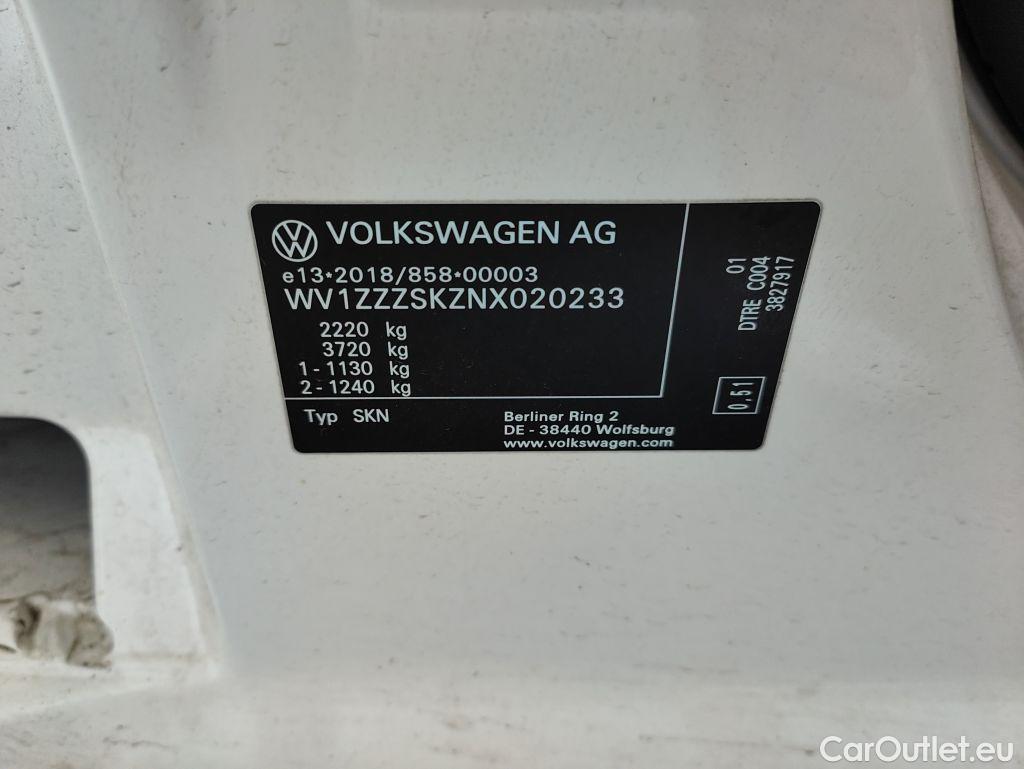 VOLKSWAGEN AG
e13*2018/858*00003
WV1ZZZSKZNX020233
2220 kg
3720 kg
1 - 1130 kg
2 - 1240 kg
Typ SKN
Berliner Ring 2
DE - 38440 Wolfsburg
www.volkswagen.com
01
DTRE C004
3827917
0,51
CarOutlet.eu